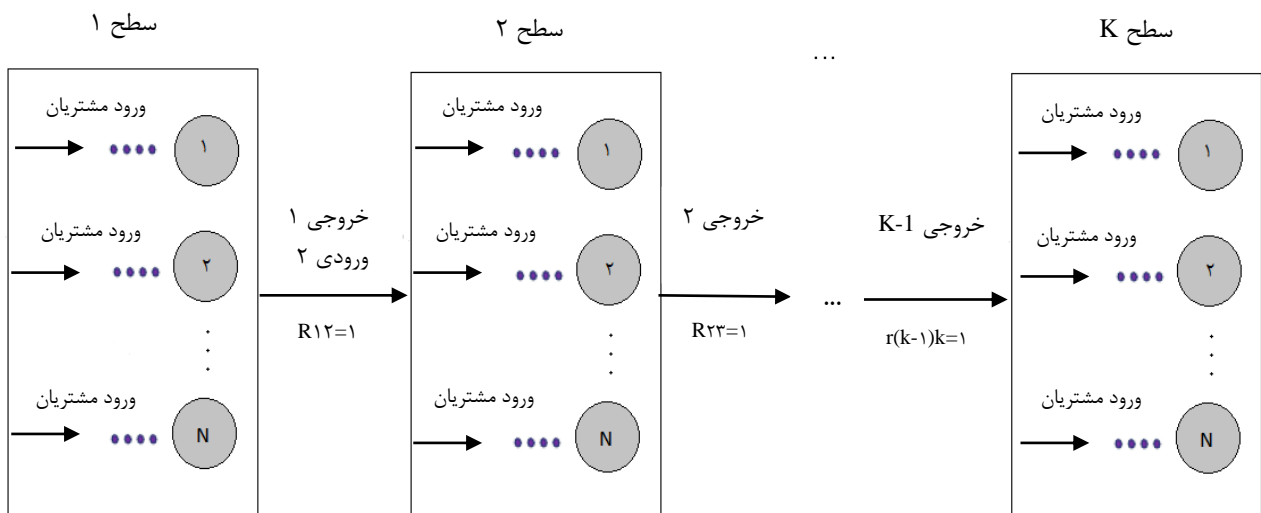 سطح ۱
ورود مشتریان
۱
ورود مشتریان
۲
ورود مشتریان
N
خروجی ۱
ورودی ۲
R۱۲=۱
سطح ۲
ورود مشتریان
۱
ورود مشتریان
۲
ورود مشتریان
N
خروجی ۲
R۲۳=۱
...
...
خروجی K-1
r(k-۱)k=۱
سطح K
ورود مشتریان
۱
ورود مشتریان
۲
ورود مشتریان
N